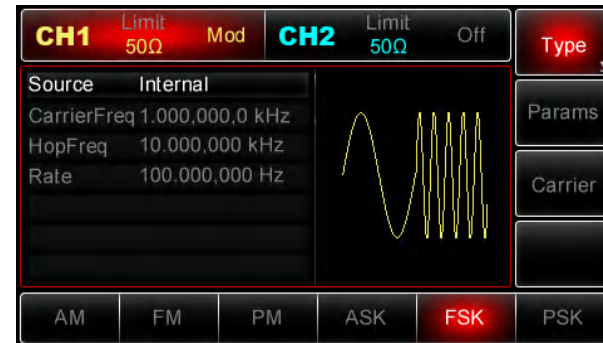 CH1 Limit 50Ω Mod CH2 Limit 50Ω Off
Type
Source Internal
CarrierFreq 1.000,000,0 kHz
HopFreq 10.000,000 kHz
Rate 100.000,000 Hz
Params
Carrier
AM FM PM ASK FSK PSK